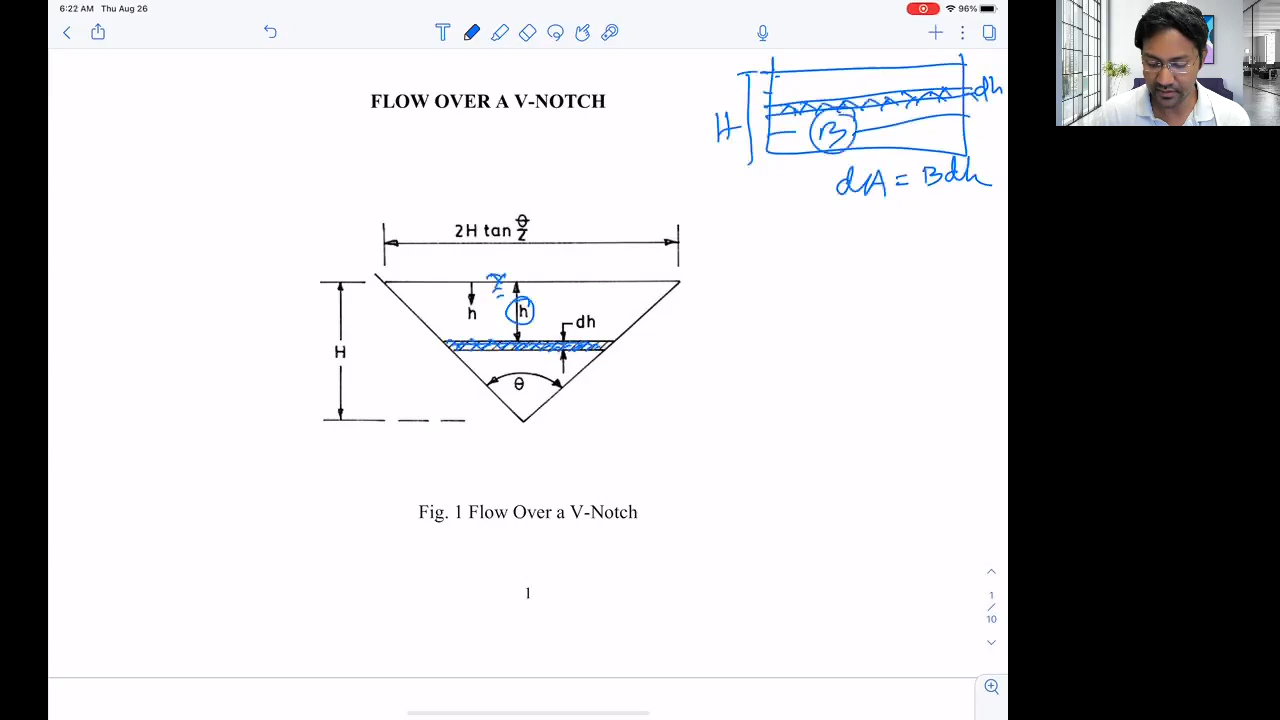 6:22 AM Thu Aug 26
96%
T
FLOW OVER A V-NOTCH
dh
H
B
dA = B dh
2H tan θ/2
h
h'
dh
H
θ
Fig. 1 Flow Over a V-Notch
1
1
/
10